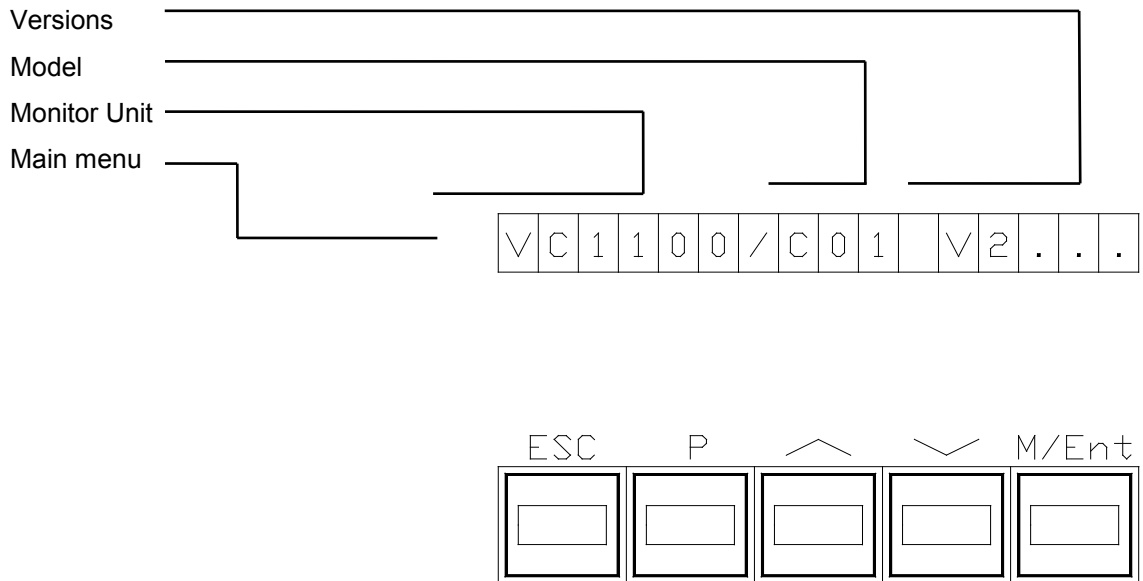 Versions
Model
Monitor Unit
Main menu
VC1100/C01 V2...
ESC P ︿ ﹀ M/Ent